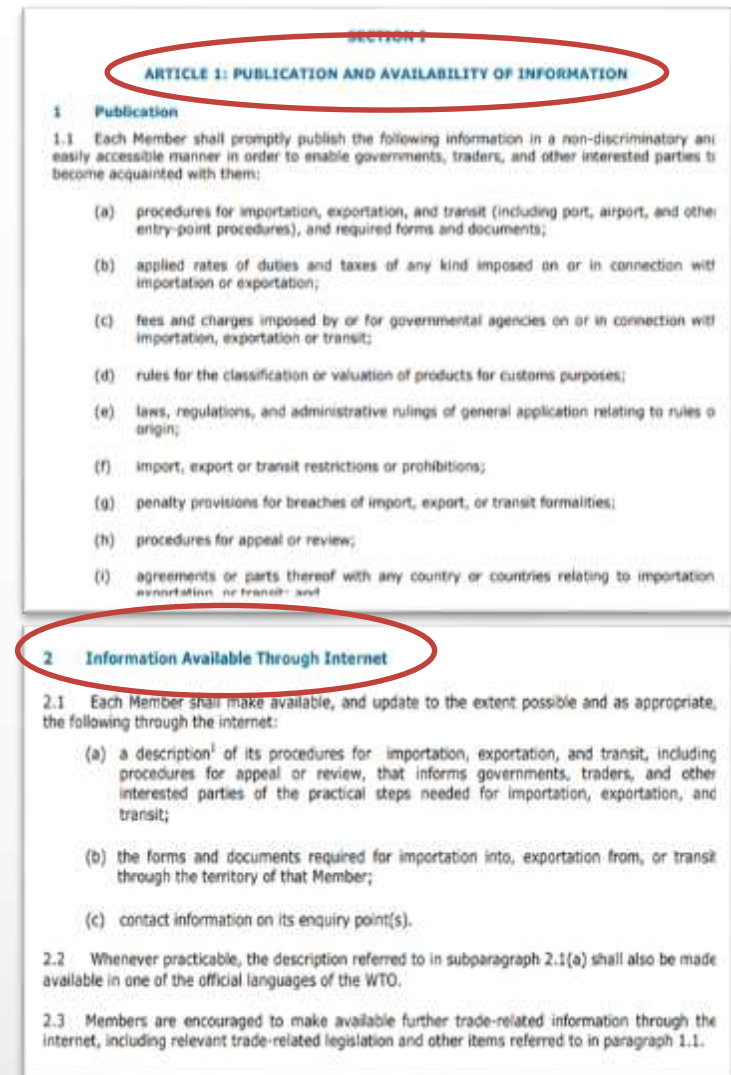 SECTION I
ARTICLE 1: PUBLICATION AND AVAILABILITY OF INFORMATION
1 Publication
1.1 Each Member shall promptly publish the following information in a non-discriminatory and
easily accessible manner in order to enable governments, traders, and other interested parties to
become acquainted with them:
(a) procedures for importation, exportation, and transit (including port, airport, and other
entry-point procedures), and required forms and documents;
(b) applied rates of duties and taxes of any kind imposed on or in connection with
importation or exportation;
(c) fees and charges imposed by or for governmental agencies on or in connection with
importation, exportation or transit;
(d) rules for the classification or valuation of products for customs purposes;
(e) laws, regulations, and administrative rulings of general application relating to rules o
origin;
(f) import, export or transit restrictions or prohibitions;
(g) penalty provisions for breaches of import, export, or transit formalities;
(h) procedures for appeal or review;
(i) agreements or parts thereof with any country or countries relating to importation
exportation, or transit; and
2 Information Available Through Internet
2.1 Each Member shall make available, and update to the extent possible and as appropriate,
the following through the internet:
(a) a description¹ of its procedures for importation, exportation, and transit, including
procedures for appeal or review, that informs governments, traders, and other
interested parties of the practical steps needed for importation, exportation, and
transit;
(b) the forms and documents required for importation into, exportation from, or transit
through the territory of that Member;
(c) contact information on its enquiry point(s).
2.2 Whenever practicable, the description referred to in subparagraph 2.1(a) shall also be made
available in one of the official languages of the WTO.
2.3 Members are encouraged to make available further trade-related information through the
internet, including relevant trade-related legislation and other items referred to in paragraph 1.1.